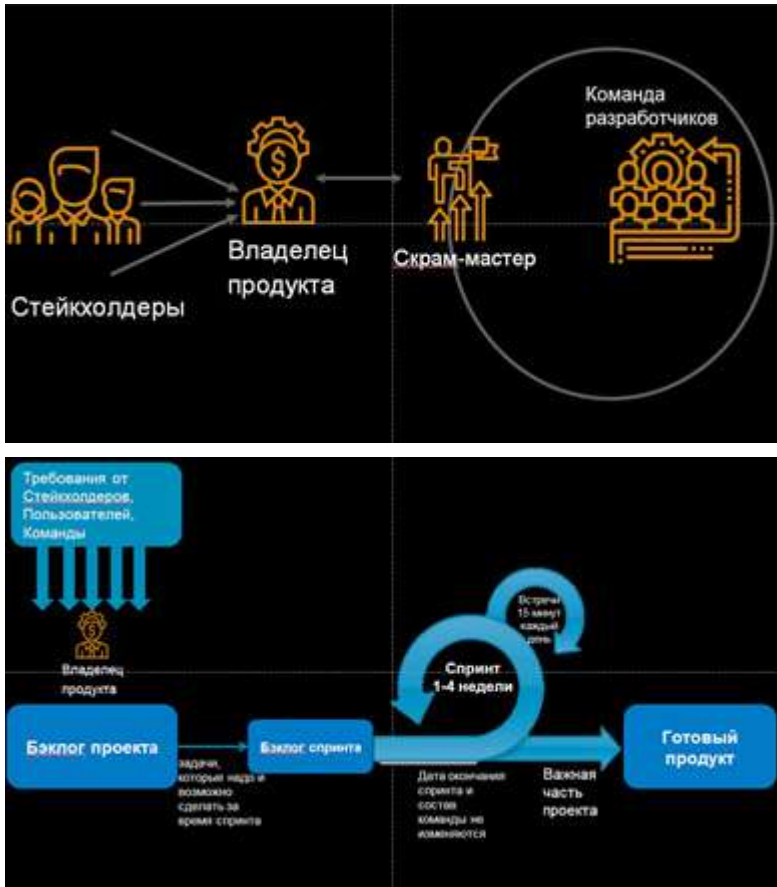 Команда
разработчиков
Владелец
продукта
Скрам-мастер
Стейкхолдеры
Требования от
Стейкхолдеров,
Пользователей,
Команды
Владелец
продукта
Встречи
15 минут
каждый
день
Спринт
1-4 недели
Бэклог проекта
задачи,
которые надо и
возможно
сделать за
время спринта
Бэклог спринта
Дата окончания
спринта и
состав
команды не
изменяются
Важная
часть
проекта
Готовый
продукт